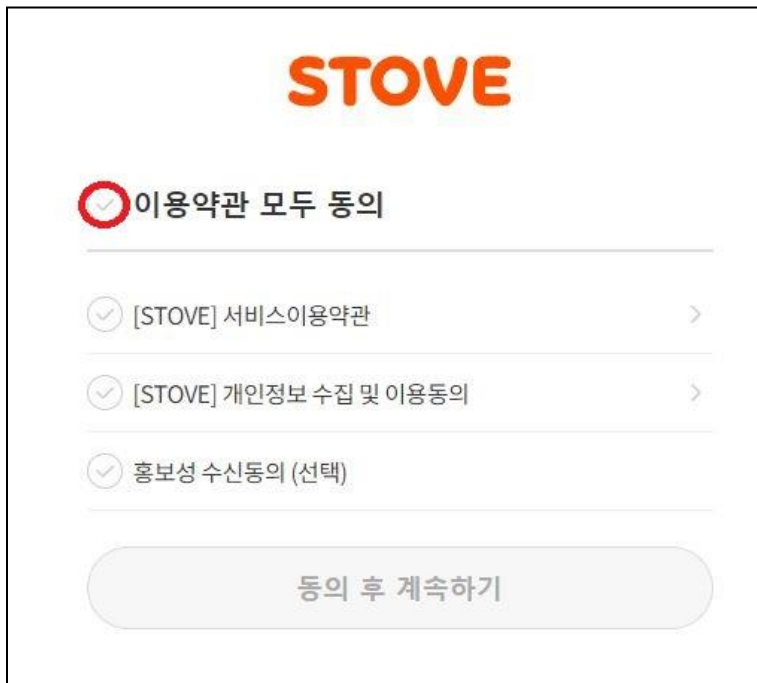 STOVE
이용약관 모두 동의
[STOVE] 서비스이용약관
[STOVE] 개인정보 수집 및 이용동의
홍보성 수신동의 (선택)
동의 후 계속하기